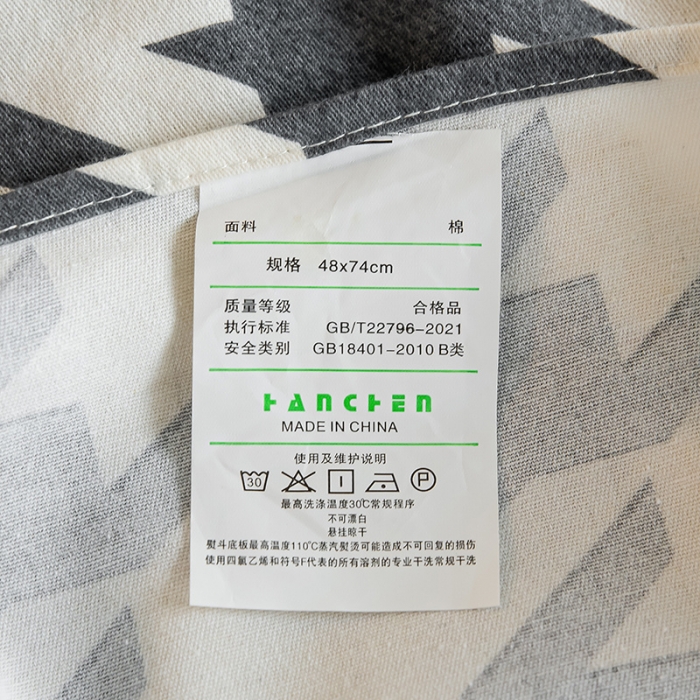 面料 棉
规格 48x74cm
质量等级 合格品
执行标准 GB/T22796-2021
安全类别 GB18401-2010 B类
HANCHEN
MADE IN CHINA
使用及维护说明
30 P
最高洗涤温度30℃常规程序
不可漂白
悬挂晾干
熨斗底板最高温度110℃蒸汽熨烫可能造成不可回复的损伤
使用四氯乙烯和符号F代表的所有溶剂的专业干洗常规干洗